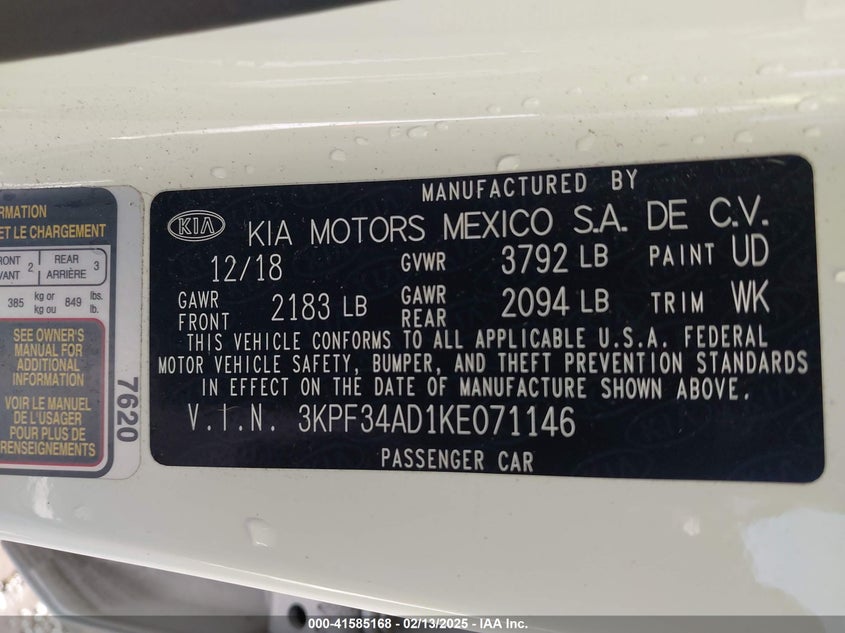 RMATION
ET LE CHARGEMENT
RONT 2 REAR 3
VANT ARRIÈRE
385 kg or 849 lbs.
kg ou lb.
SEE OWNER'S
MANUAL FOR
ADDITIONAL
INFORMATION
VOIR LE MANUEL
DE L'USAGER
POUR PLUS DE
RENSEIGNEMENTS
7620
MANUFACTURED BY
KIA KIA MOTORS MEXICO S.A. DE C.V.
12/18 GVWR 3792 LB PAINT UD
GAWR FRONT 2183 LB GAWR REAR 2094 LB TRIM WK
THIS VEHICLE CONFORMS TO ALL APPLICABLE U.S.A. FEDERAL
MOTOR VEHICLE SAFETY, BUMPER, AND THEFT PREVENTION STANDARDS
IN EFFECT ON THE DATE OF MANUFACTURE SHOWN ABOVE.
V.I.N. 3KPF34AD1KE071146
PASSENGER CAR
000-41585168 - 02/13/2025 - IAA Inc.